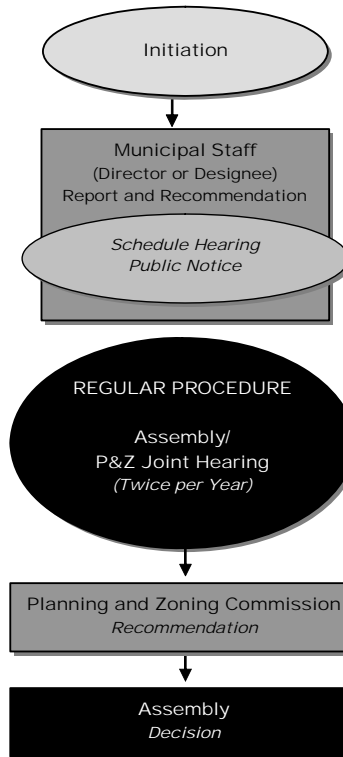 Initiation
Municipal Staff
(Director or Designee)
Report and Recommendation
Schedule Hearing
Public Notice
REGULAR PROCEDURE
Assembly/
P&Z Joint Hearing
(Twice per Year)
Planning and Zoning Commission
Recommendation
Assembly
Decision